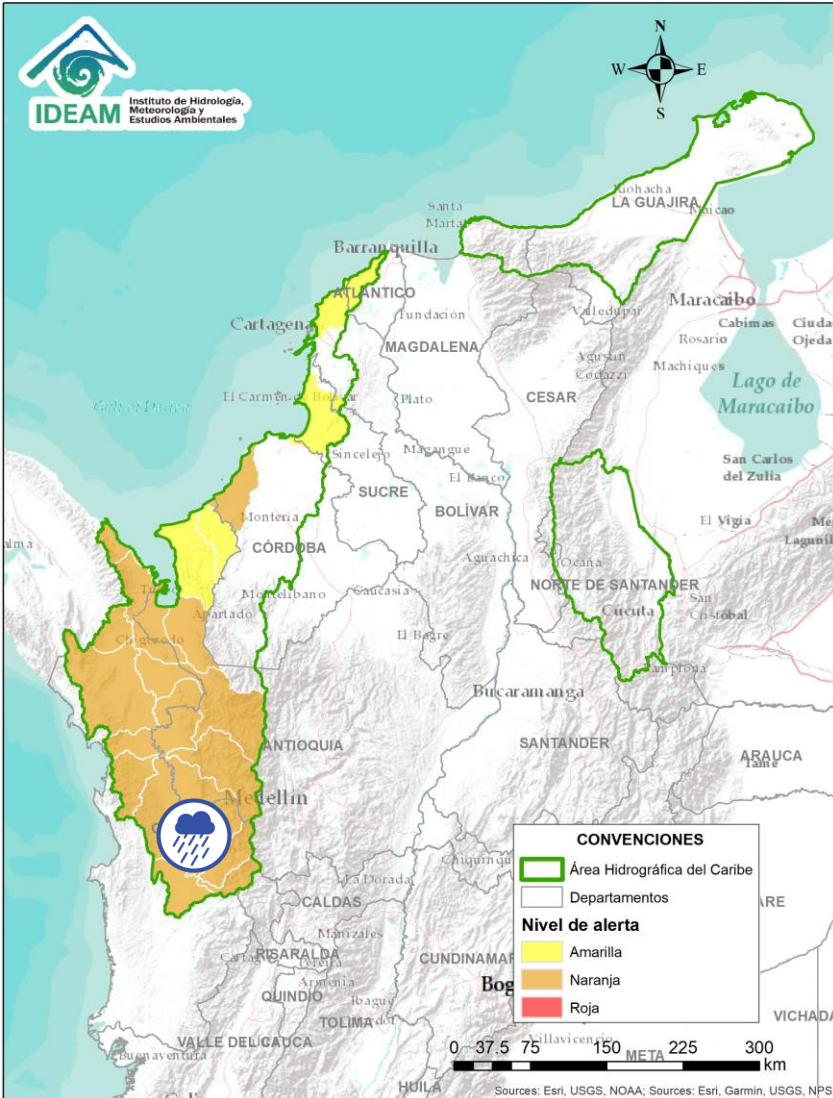 IDEAM
Instituto de Hidrología,
Meteorología y
Estudios Ambientales
N
W
E
S
Riohacha
LA GUAJIRA
Maicao
Santa
Marta
Barranquilla
ATLÁNTICO
Maracaibo
Cabimas
Ciudad
Ojeda
Fundación
Valledupar
Cartagena
Rosario
MAGDALENA
Machiques
Agustín
Codazzi
Lago de
Maracaibo
CESAR
El Carmen de Bolívar
Plato
Magangué
Sincelejo
San Carlos
del Zulia
El Banco
SUCRE
BOLÍVAR
Montería
El Vigía
CÓRDOBA
Aguachica
Ocaña
NORTE DE SANTANDER
Montelibano
Caucasia
Cúcuta
San
Cristóbal
Apartado
El Bagre
Chigorodó
Pamplona
Bucaramanga
ANTIOQUIA
SANTANDER
ARAUCA
Tame
Medellín
CONVENCIONES
Área Hidrográfica del Caribe
Departamentos
Nivel de alerta
Amarilla
Naranja
Roja
La Dorada
CALDAS
Manizales
RISARALDA
Pereira
Armenia
QUINDÍO
Ibagué
TOLIMA
Villavicencio
META
VICHADA
VALLE DEL CAUCA
Buenaventura
HUILA
0 37.5 75 150 225 300
km
Sources: Esri, USGS, NOAA; Sources: Esri, Garmin, USGS, NPS